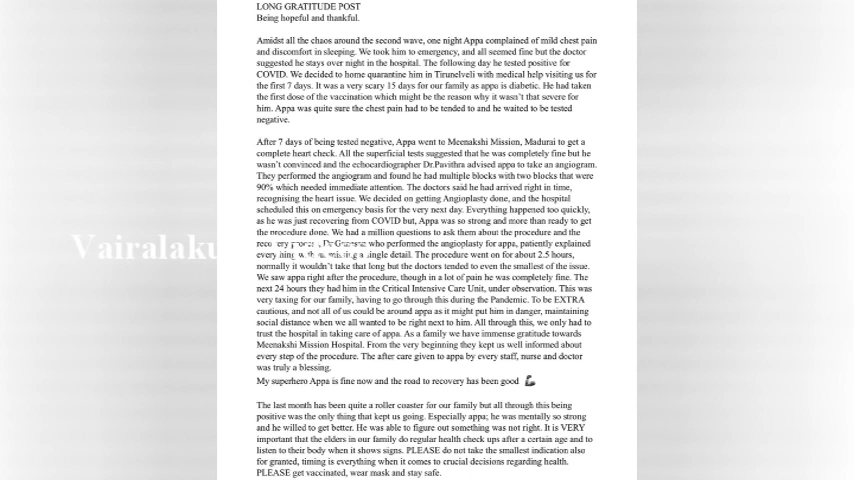 LONG GRATITUDE POST
Being hopeful and thankful.
Amidst all the chaos around the second wave, one night Appa complained of mild chest pain
and discomfort in sleeping. We took him to emergency, and all seemed fine but the doctor
suggested he stays over night in the hospital. The following day he tested positive for
COVID. We decided to home quarantine him in Tirunelveli with medical help visiting us for
the first 7 days. It was a very scary 15 days for our family as appa is diabetic. He had taken
the first dose of the vaccination which might be the reason why it wasn’t that severe for
him. Appa was quite sure the chest pain had to be tended to and he waited to be tested
negative.
After 7 days of being tested negative, Appa went to Meenakshi Mission, Madurai to get a
complete heart check. All the superficial tests suggested that he was completely fine but he
wasn’t convinced and the echocardiographer Dr.Pavithra advised appa to take an angiogram.
They performed the angiogram and found he had multiple blocks with two blocks that were
90% which needed immediate attention. The doctors said he had arrived right in time,
recognising the heart issue. We decided on getting Angioplasty done, and the hospital
scheduled this on emergency basis for the very next day. Everything happened too quickly,
as he was just recovering from COVID but, Appa was so strong and more than ready to get
the procedure done. We had a million questions to ask them about the procedure and the
Vairalaku
recovery process, who performed the angioplasty for appa, patiently explained
everything without missing a single detail. The procedure went on for about 2.5 hours,
normally it wouldn’t take that long but the doctors tended to even the smallest of the issue.
We saw appa right after the procedure, though in a lot of pain he was completely fine. The
next 24 hours they had him in the Critical Intensive Care Unit, under observation. This was
very taxing for our family, having to go through this during the Pandemic. To be EXTRA
cautious, and not all of us could be around appa as it might put him in danger, maintaining
social distance when we all wanted to be right next to him. All through this, we only had to
trust the hospital in taking care of appa. As a family we have immense gratitude towards
Meenakshi Mission Hospital. From the very beginning they kept us well informed about
every step of the procedure. The after care given to appa by every staff, nurse and doctor
was truly a blessing.
My superhero Appa is fine now and the road to recovery has been good 💪
The last month has been quite a roller coaster for our family but all through this being
positive was the only thing that kept us going. Especially appa; he was mentally so strong
and he willed to get better. He was able to figure out something was not right. It is VERY
important that the elders in our family do regular health check ups after a certain age and to
listen to their body when it shows signs. PLEASE do not take the smallest indication also
for granted, timing is everything when it comes to crucial decisions regarding health.
PLEASE get vaccinated, wear mask and stay safe.